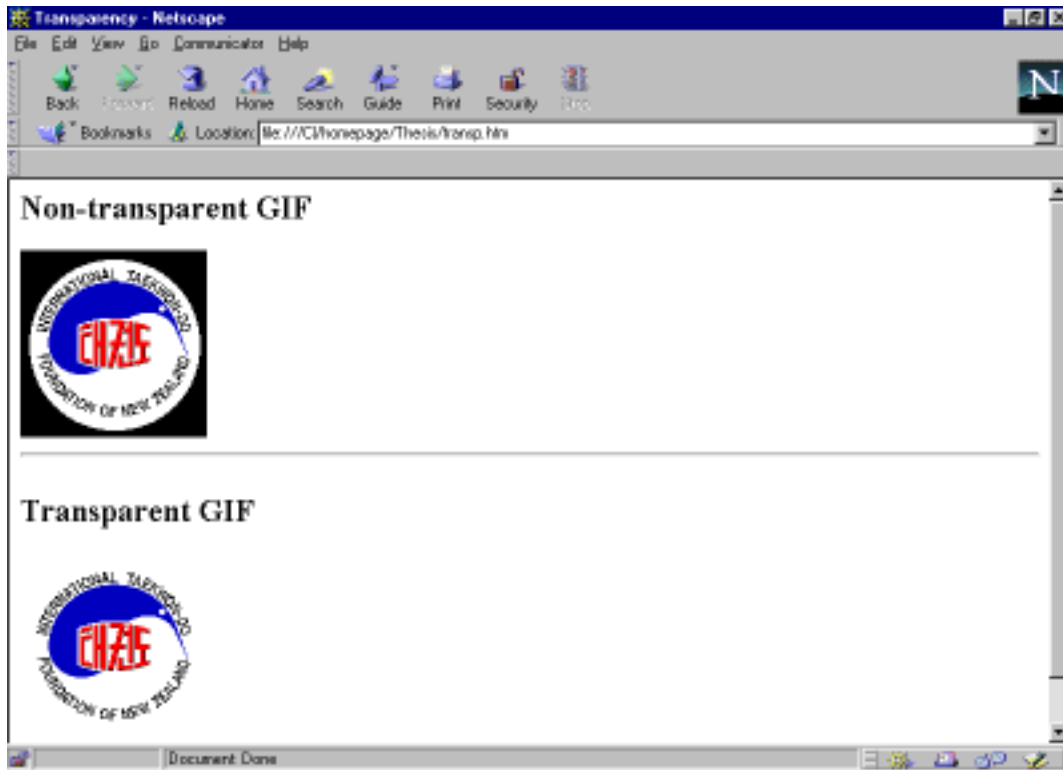 Transparency - Netscape
File Edit View Go Communicator Help
Back Forward Reload Home Search Guide Print Security Stop
N
Bookmarks Location: file:///C|/homepage/Thesis/transp.htm
Non-transparent GIF
INTERNATIONAL TAEKWON-DO
FOUNDATION OF NEW ZEALAND
Transparent GIF
INTERNATIONAL TAEKWON-DO
FOUNDATION OF NEW ZEALAND
Document Done